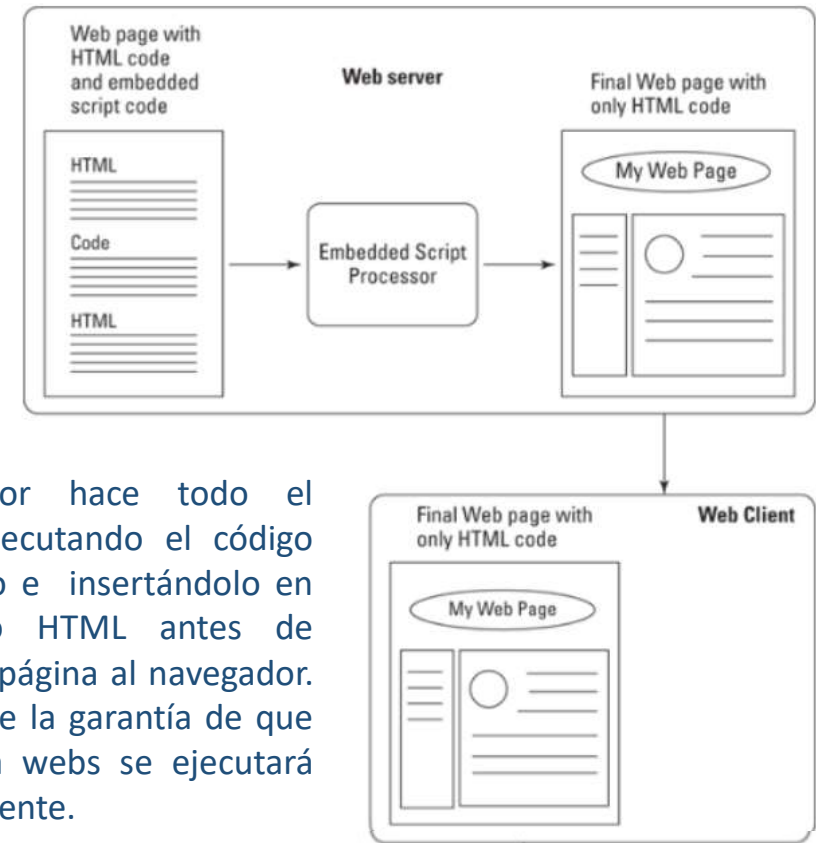 Web page with
HTML code
and embedded
script code
Web server
Final Web page with
only HTML code
HTML
Code
HTML
Embedded Script
Processor
My Web Page
or hace todo el
ecutando el código
o e insertándolo en
o HTML antes de
página al navegador.
e la garantía de que
n webs se ejecutará
ente.
Final Web page with
only HTML code
Web Client
My Web Page